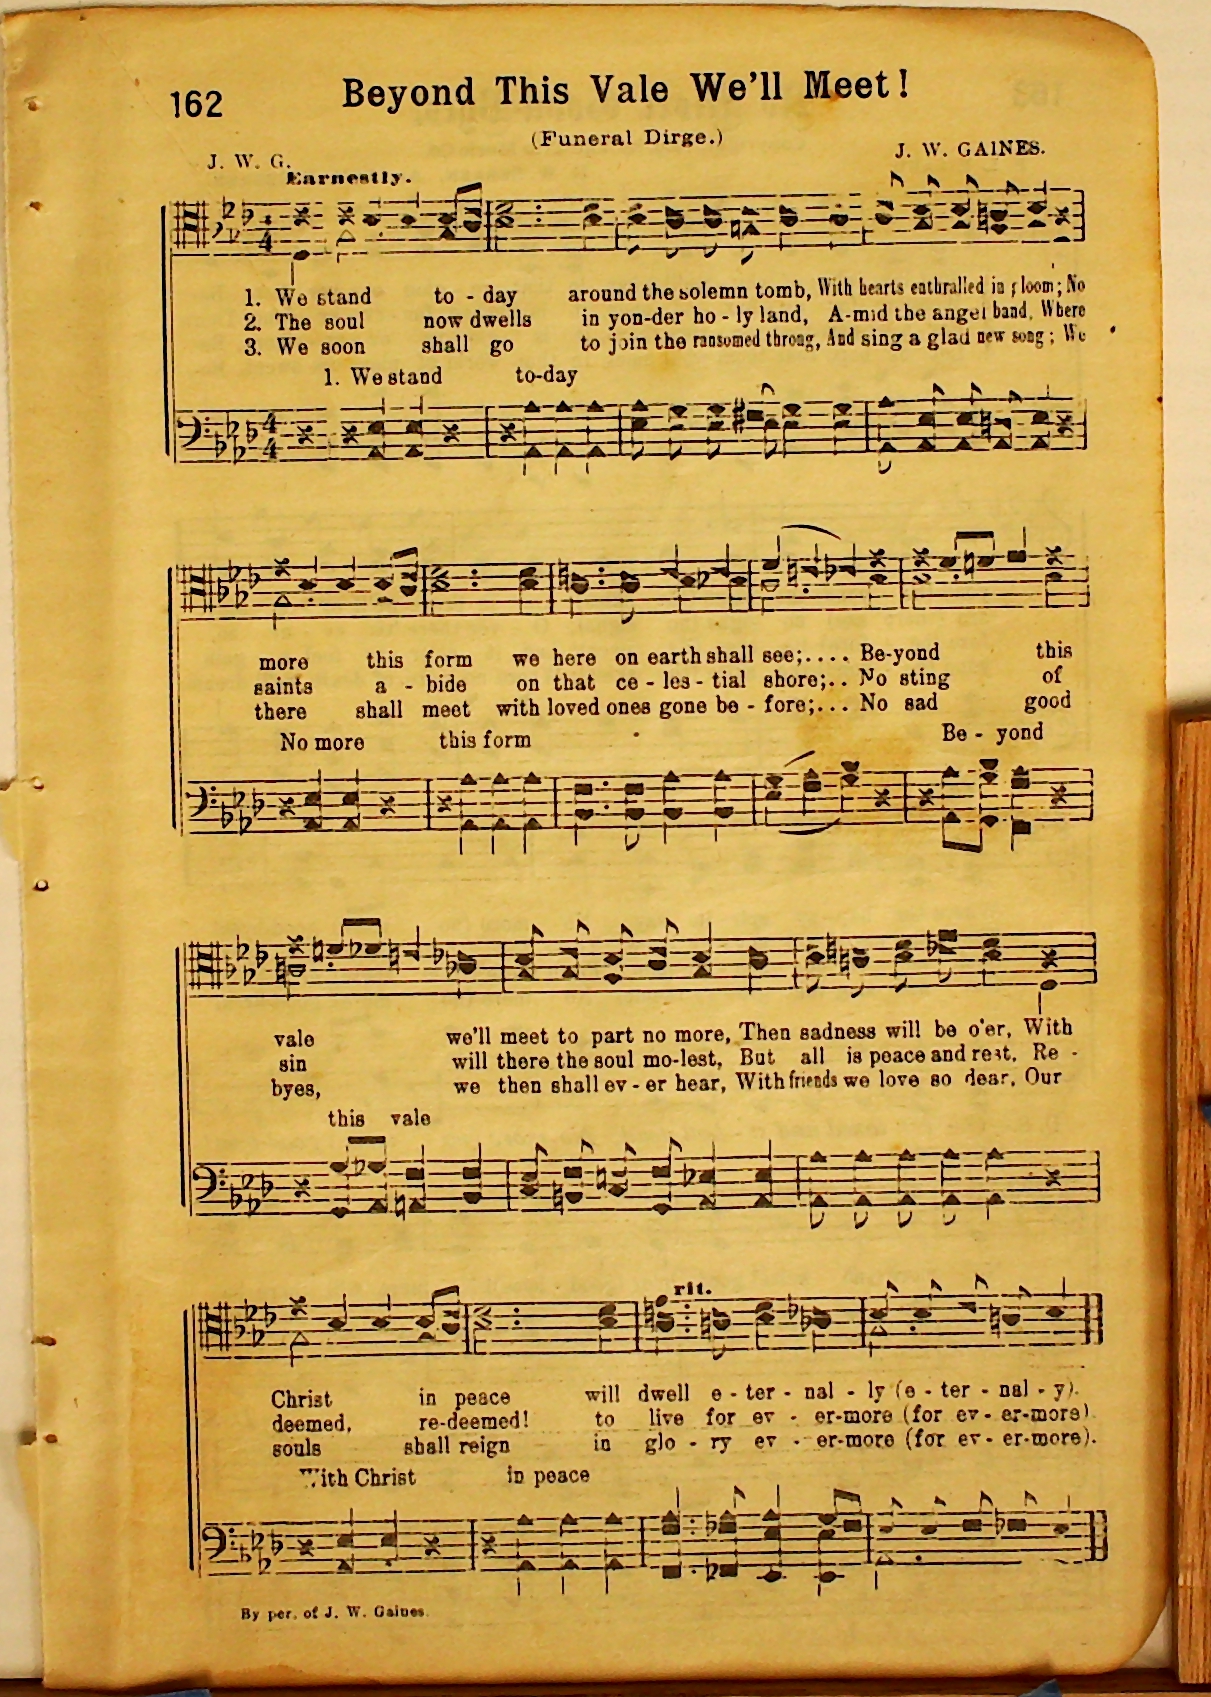 162
Beyond This Vale We'll Meet!
(Funeral Dirge.)
J. W. G.
J. W. GAINES.
Earnestly.
1. We stand to - day around the solemn tomb, With hearts enthralled in gloom; No
2. The soul now dwells in yon-der ho - ly land, A-mid the angel band, Where
3. We soon shall go to join the ransomed throng, And sing a glad new song; We
1. We stand to-day
more this form we here on earth shall see;.... Be-yond this
saints a - bide on that ce - les - tial shore;.. No sting of
there shall meet with loved ones gone be - fore;... No sad good
No more this form Be - yond
vale we'll meet to part no more, Then sadness will be o'er, With
sin will there the soul mo-lest, But all is peace and rest, Re -
byes, we then shall ev - er hear, With friends we love so dear, Our
this vale
rit.
Christ in peace will dwell e - ter - nal - ly (e - ter - nal - y).
deemed, re-deemed! to live for ev - er-more (for ev - er-more)
souls shall reign in glo - ry ev - er-more (for ev - er-more).
With Christ in peace
By per. of J. W. Gaines.